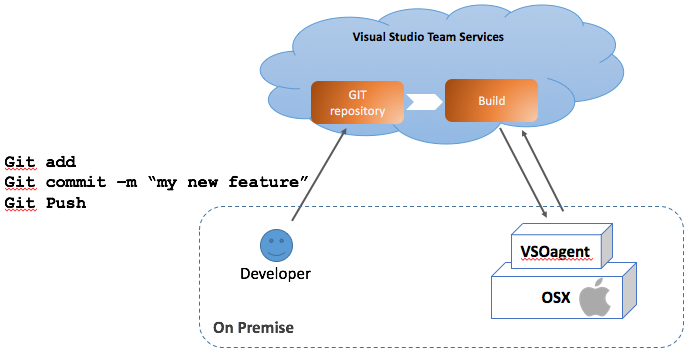 Visual Studio Team Services
GIT
repository
Build
Git add
Git commit –m “my new feature”
Git Push
Developer
VSOagent
OSX
On Premise